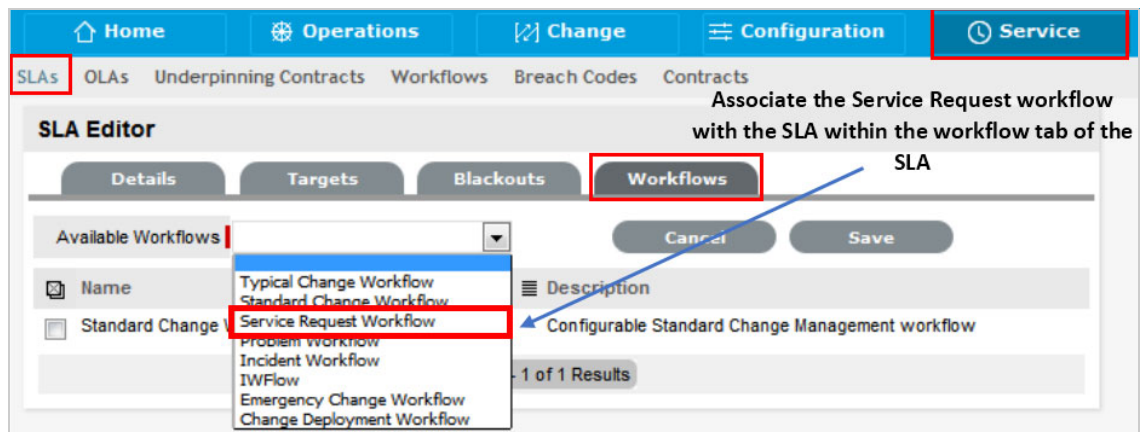 Home Operations Change Configuration Service
SLAs OLAs Underpinning Contracts Workflows Breach Codes Contracts
Associate the Service Request workflow
with the SLA within the workflow tab of the
SLA
SLA Editor
Details Targets Blackouts Workflows
Available Workflows Cancel Save
Name Description
Typical Change Workflow
Standard Change Workflow
Service Request Workflow
Problem Workflow
Incident Workflow
IWFlow
Emergency Change Workflow
Change Deployment Workflow
Standard Change W Configurable Standard Change Management workflow
- 1 of 1 Results